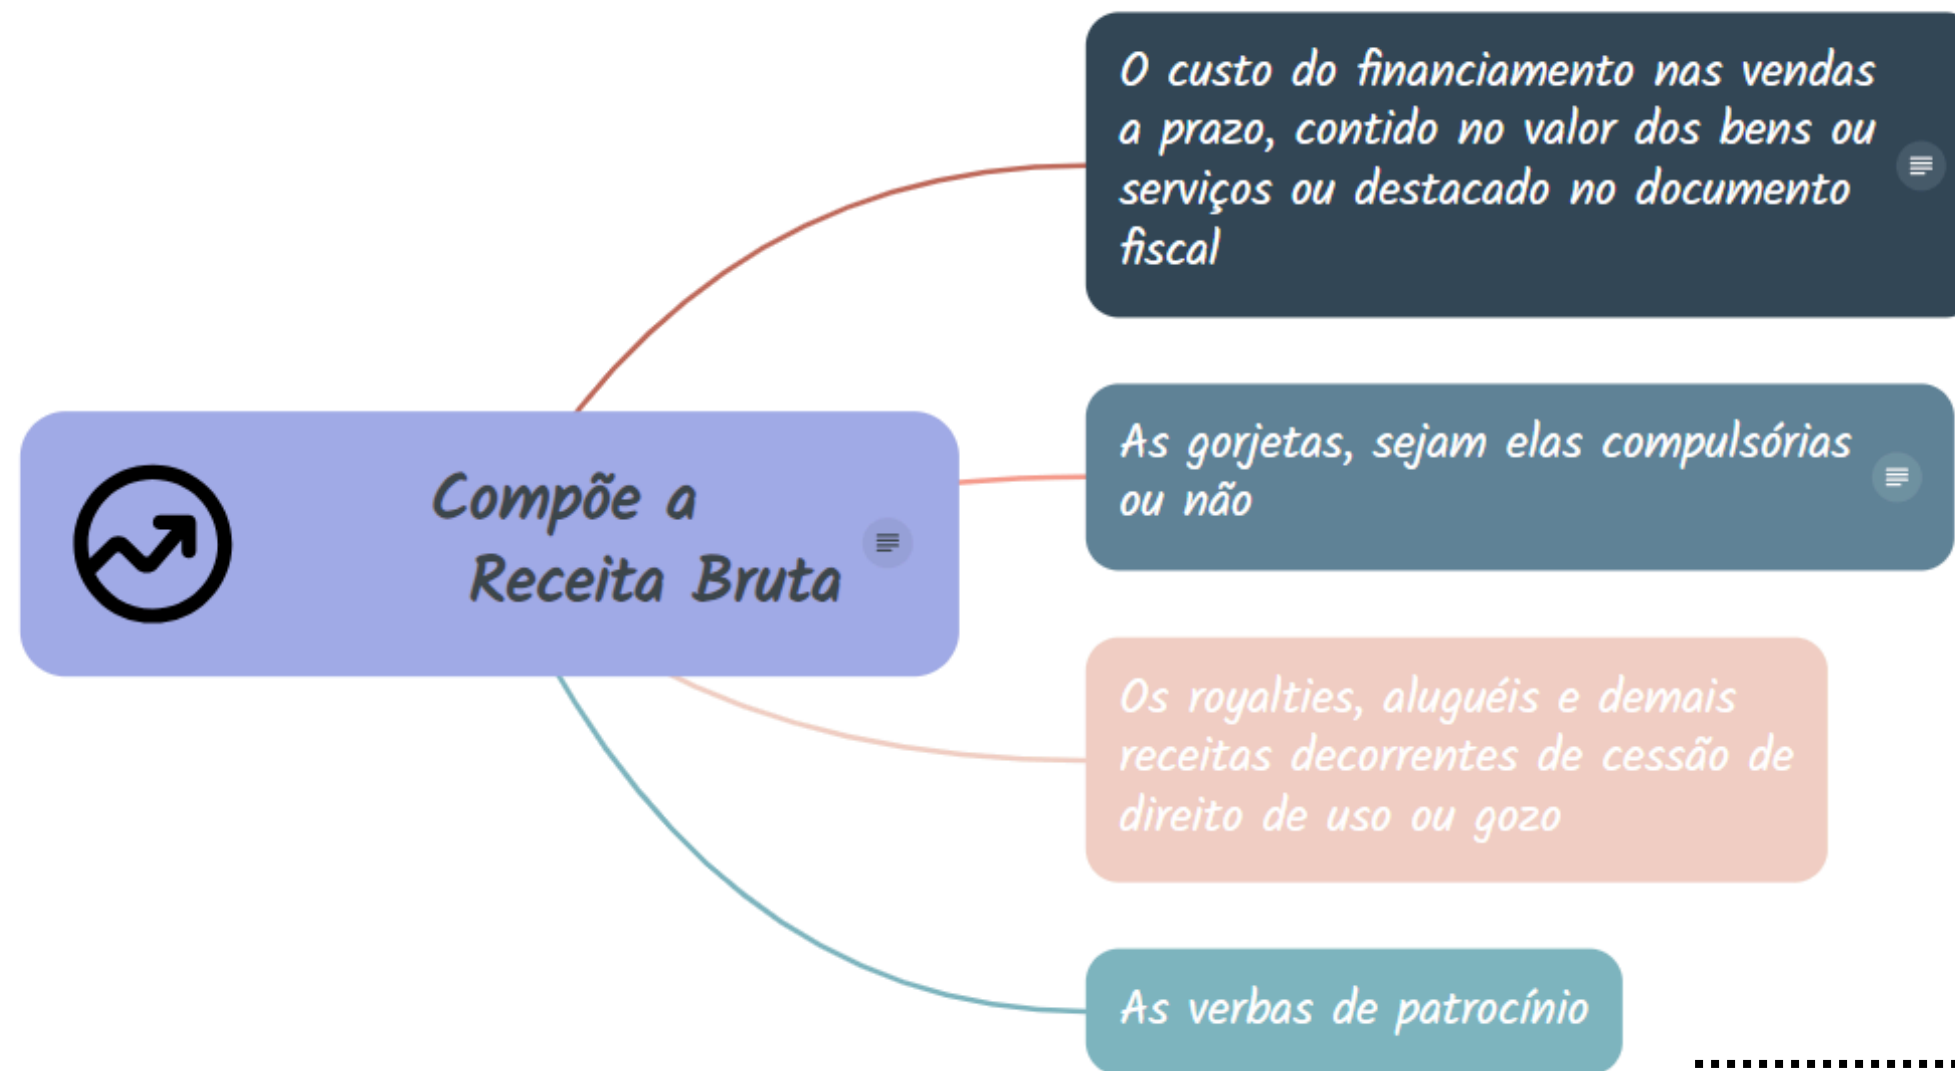 Compõe a
Receita Bruta
O custo do financiamento nas vendas
a prazo, contido no valor dos bens ou
serviços ou destacado no documento
fiscal
As gorjetas, sejam elas compulsórias
ou não
Os royalties, aluguéis e demais
receitas decorrentes de cessão de
direito de uso ou gozo
As verbas de patrocínio